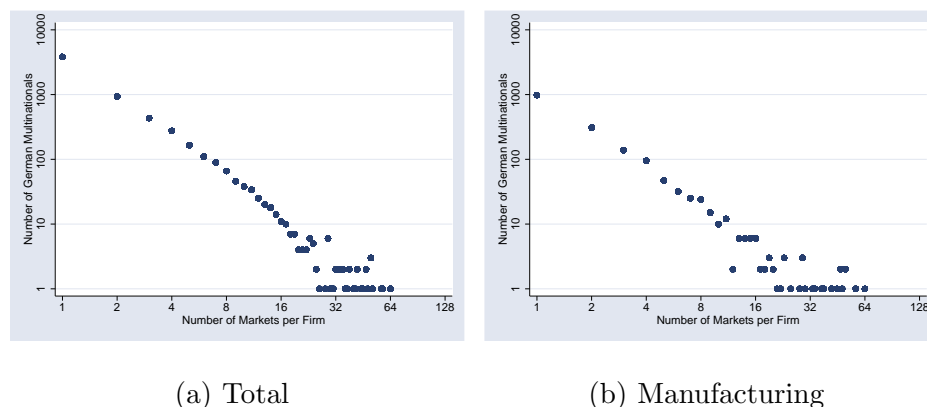 Number of German Multinationals
10000
1000
100
10
1
1 2 4 8 16 32 64 128
Number of Markets per Firm
(a) Total
Number of German Multinationals
10000
1000
100
10
1
1 2 4 8 16 32 64 128
Number of Markets per Firm
(b) Manufacturing